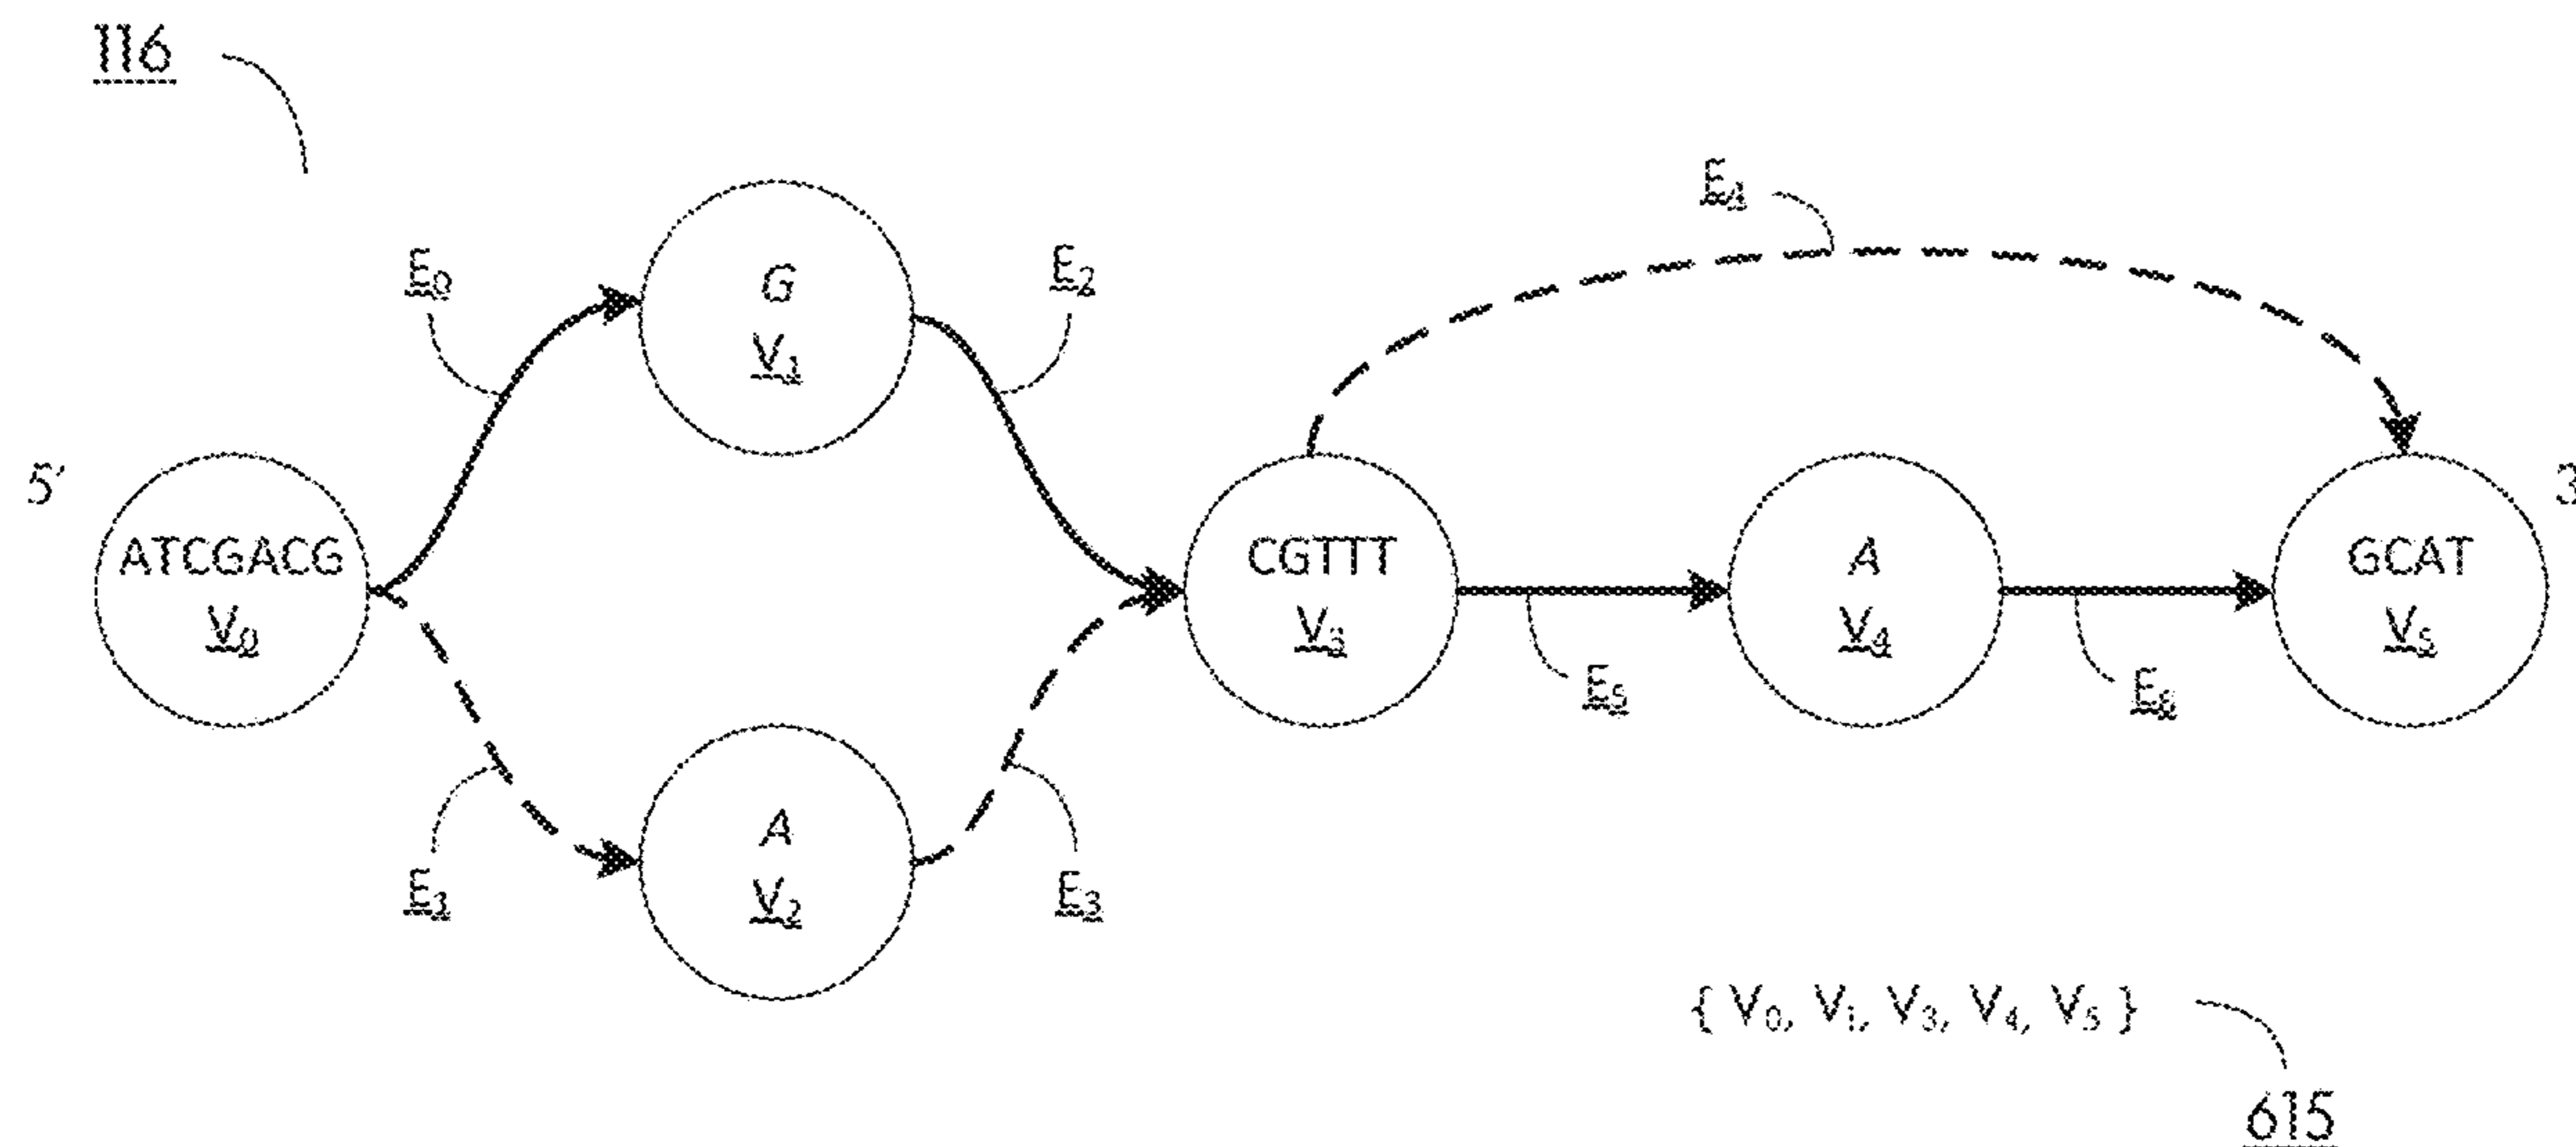 116
E₄
E₀
G
V₁
E₂
5′
ATCGACG
V₀
CGTTT
V₃
A
V₄
GCAT
V₅
3
E₅
E₆
E₁
A
V₂
E₃
{ V₀, V₁, V₃, V₄, V₅ }
615